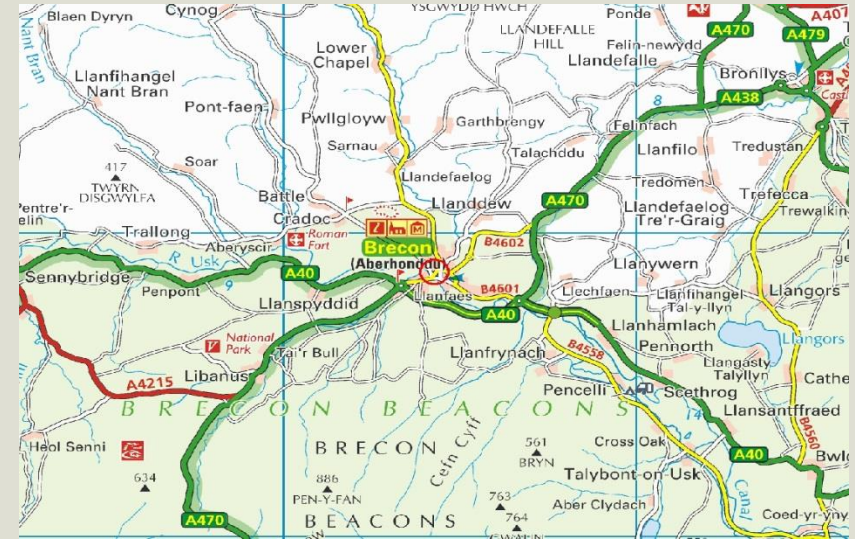 Blaen Dyryn
Cynog
YSGWYDD HWCH
Ponde
A470
A479
A407
Nant Bran
Lower
Chapel
LLANDEFALLE
HILL
Felin-newydd
Llandefalle
Bronllys
Llanfihangel
Nant Bran
Pont-faen
Pwllgloyw
Garthbrengy
8
A438
Felinfach
Sarnau
Talachddu
Llanfilo
Tredustan
Soar
417
TWYRN
DISGWYLFA
Battle
Llandefaelog
Tredomen
Trefecca
Cradoc
Llanddew
A470
Llandefaelog
Tre'r-Graig
Trewalkin
Pentre'r-
elin
Trallong
Aberyscir
Roman
Fort
Brecon
(Aberhonddu)
B4602
R Usk
9
A40
Llanywern
Sennybridge
Penpont
Llanspyddid
Llanfaes
B4601
Llechfaen
Llanfihangel
Tal-y-llyn
Llangors
A40
Llanhamlach
National
Park
Tai'r Bull
Llanfrynach
B4558
Pennorth
Llangors
Libanus
Llangasty
Talyllyn
A4215
Pencelli
Scethrog
Cathe
BRECON BEACONS
14
Llansantffraed
Heol Senni
BRECON
Cefn Cyff
561
BRYN
Cross Oak
B4560
A40
Bwlc
634
886
PEN-Y-FAN
Talybont-on-Usk
763
764
Aber Clydach
Canal
A470
BEACONS
Coed-yr-yny